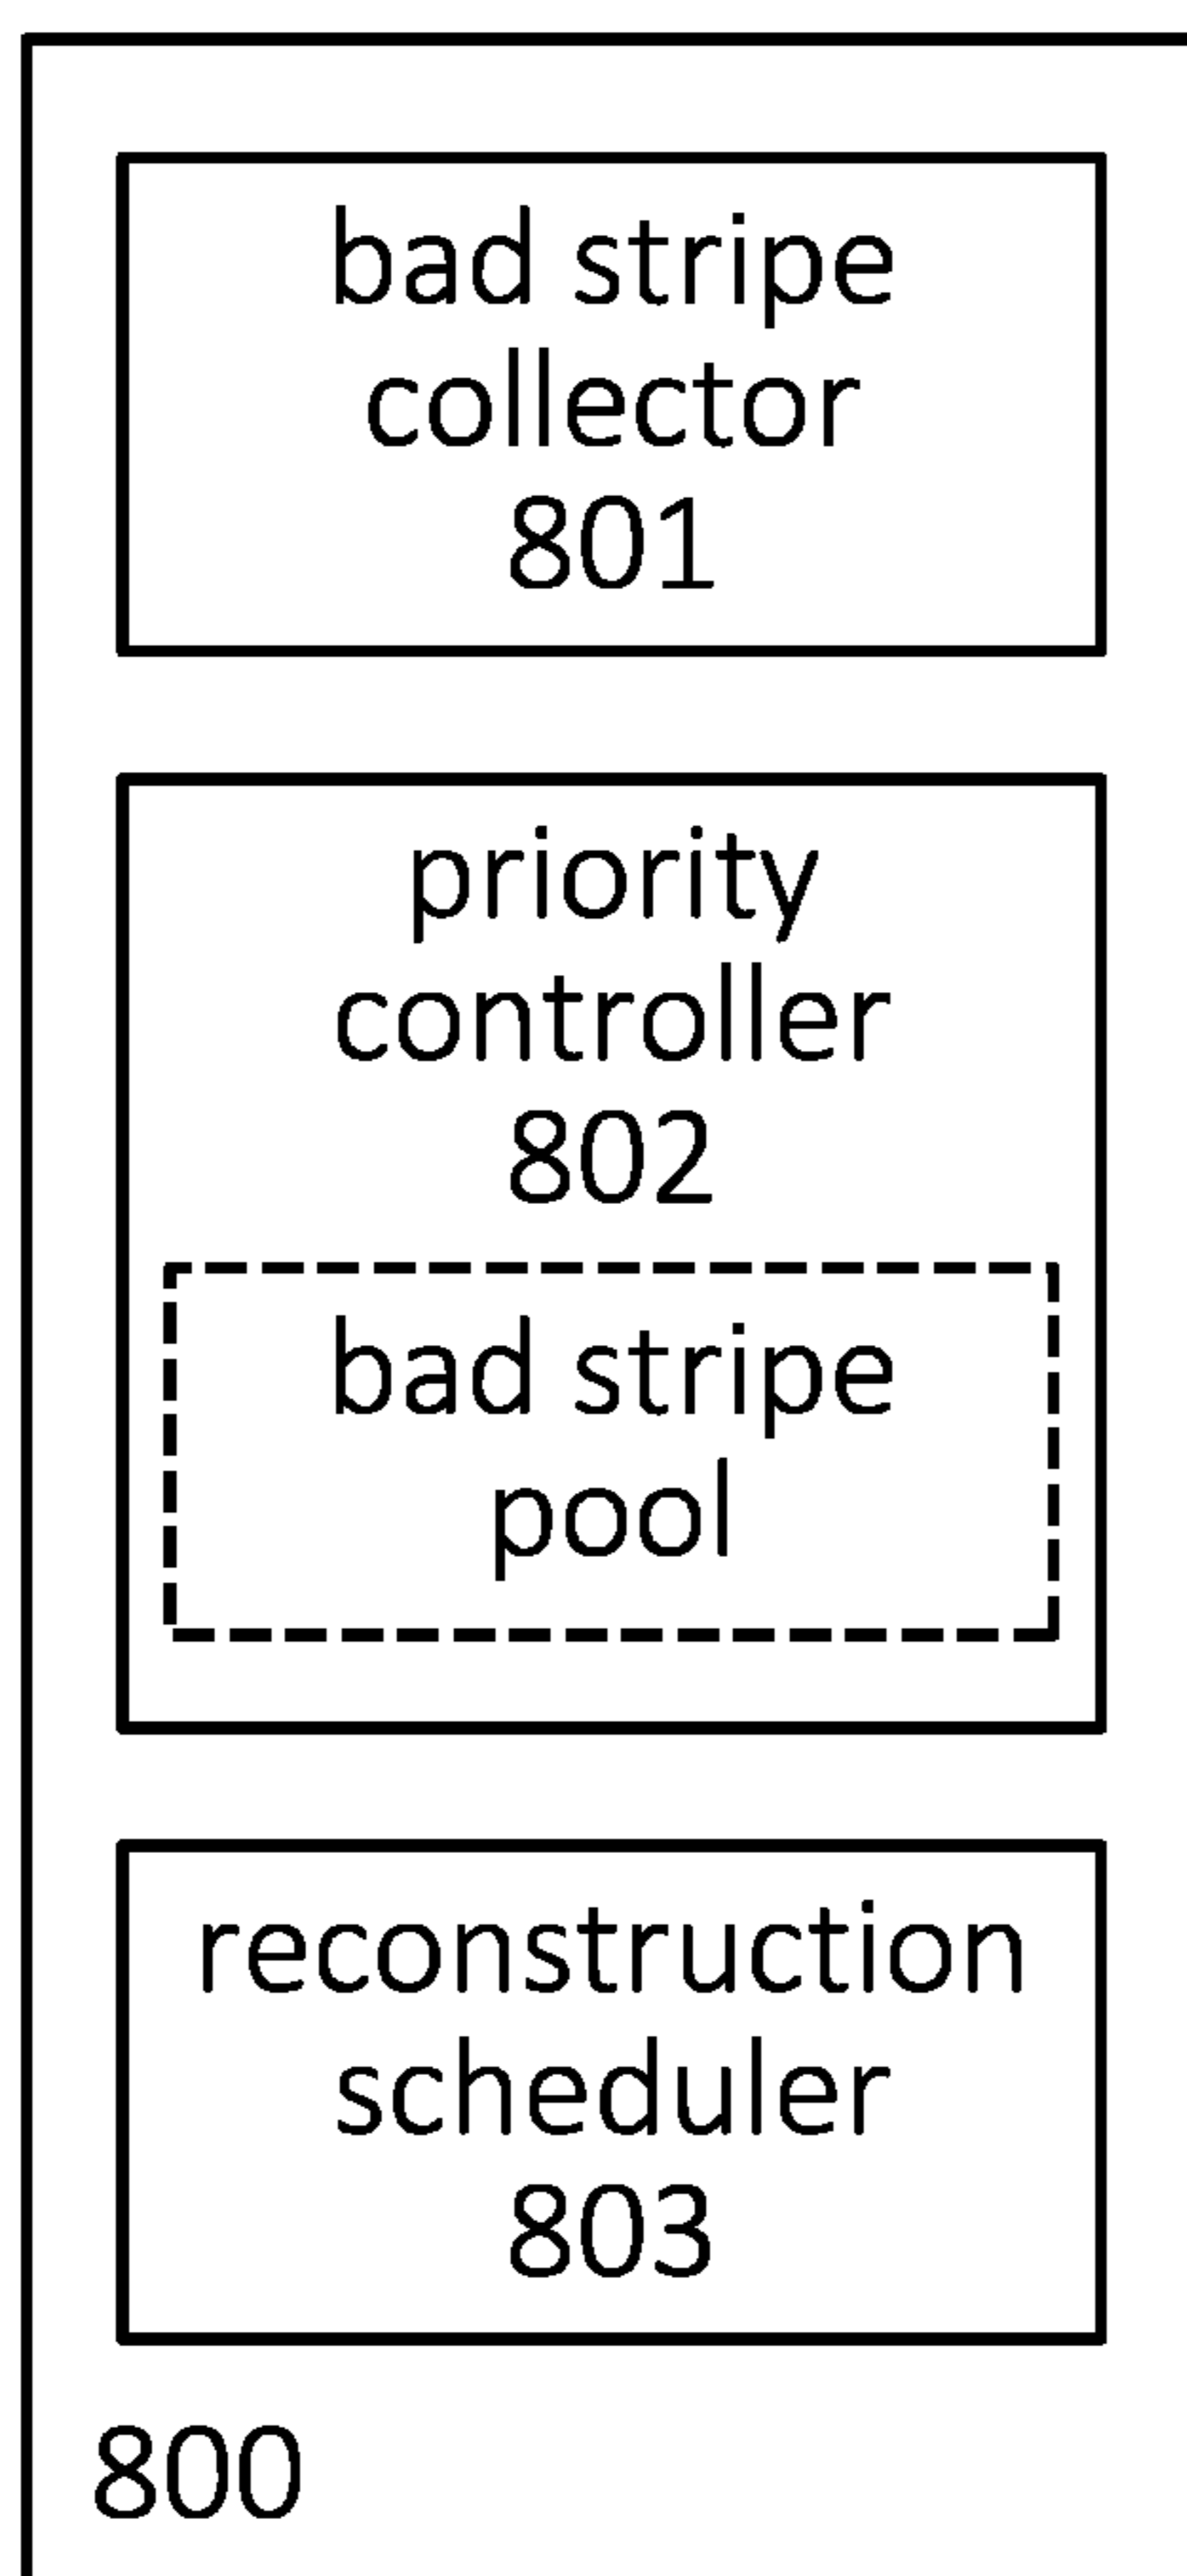 bad stripe
collector
801
priority
controller
802
bad stripe
pool
reconstruction
scheduler
803
800